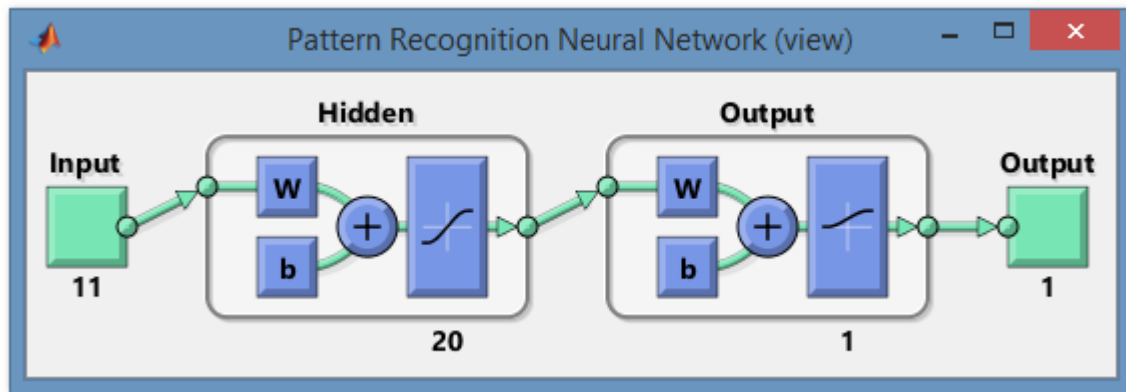 Pattern Recognition Neural Network (view)
Hidden
Output
Input
W
b
+
W
b
+
Output
11
20
1
1